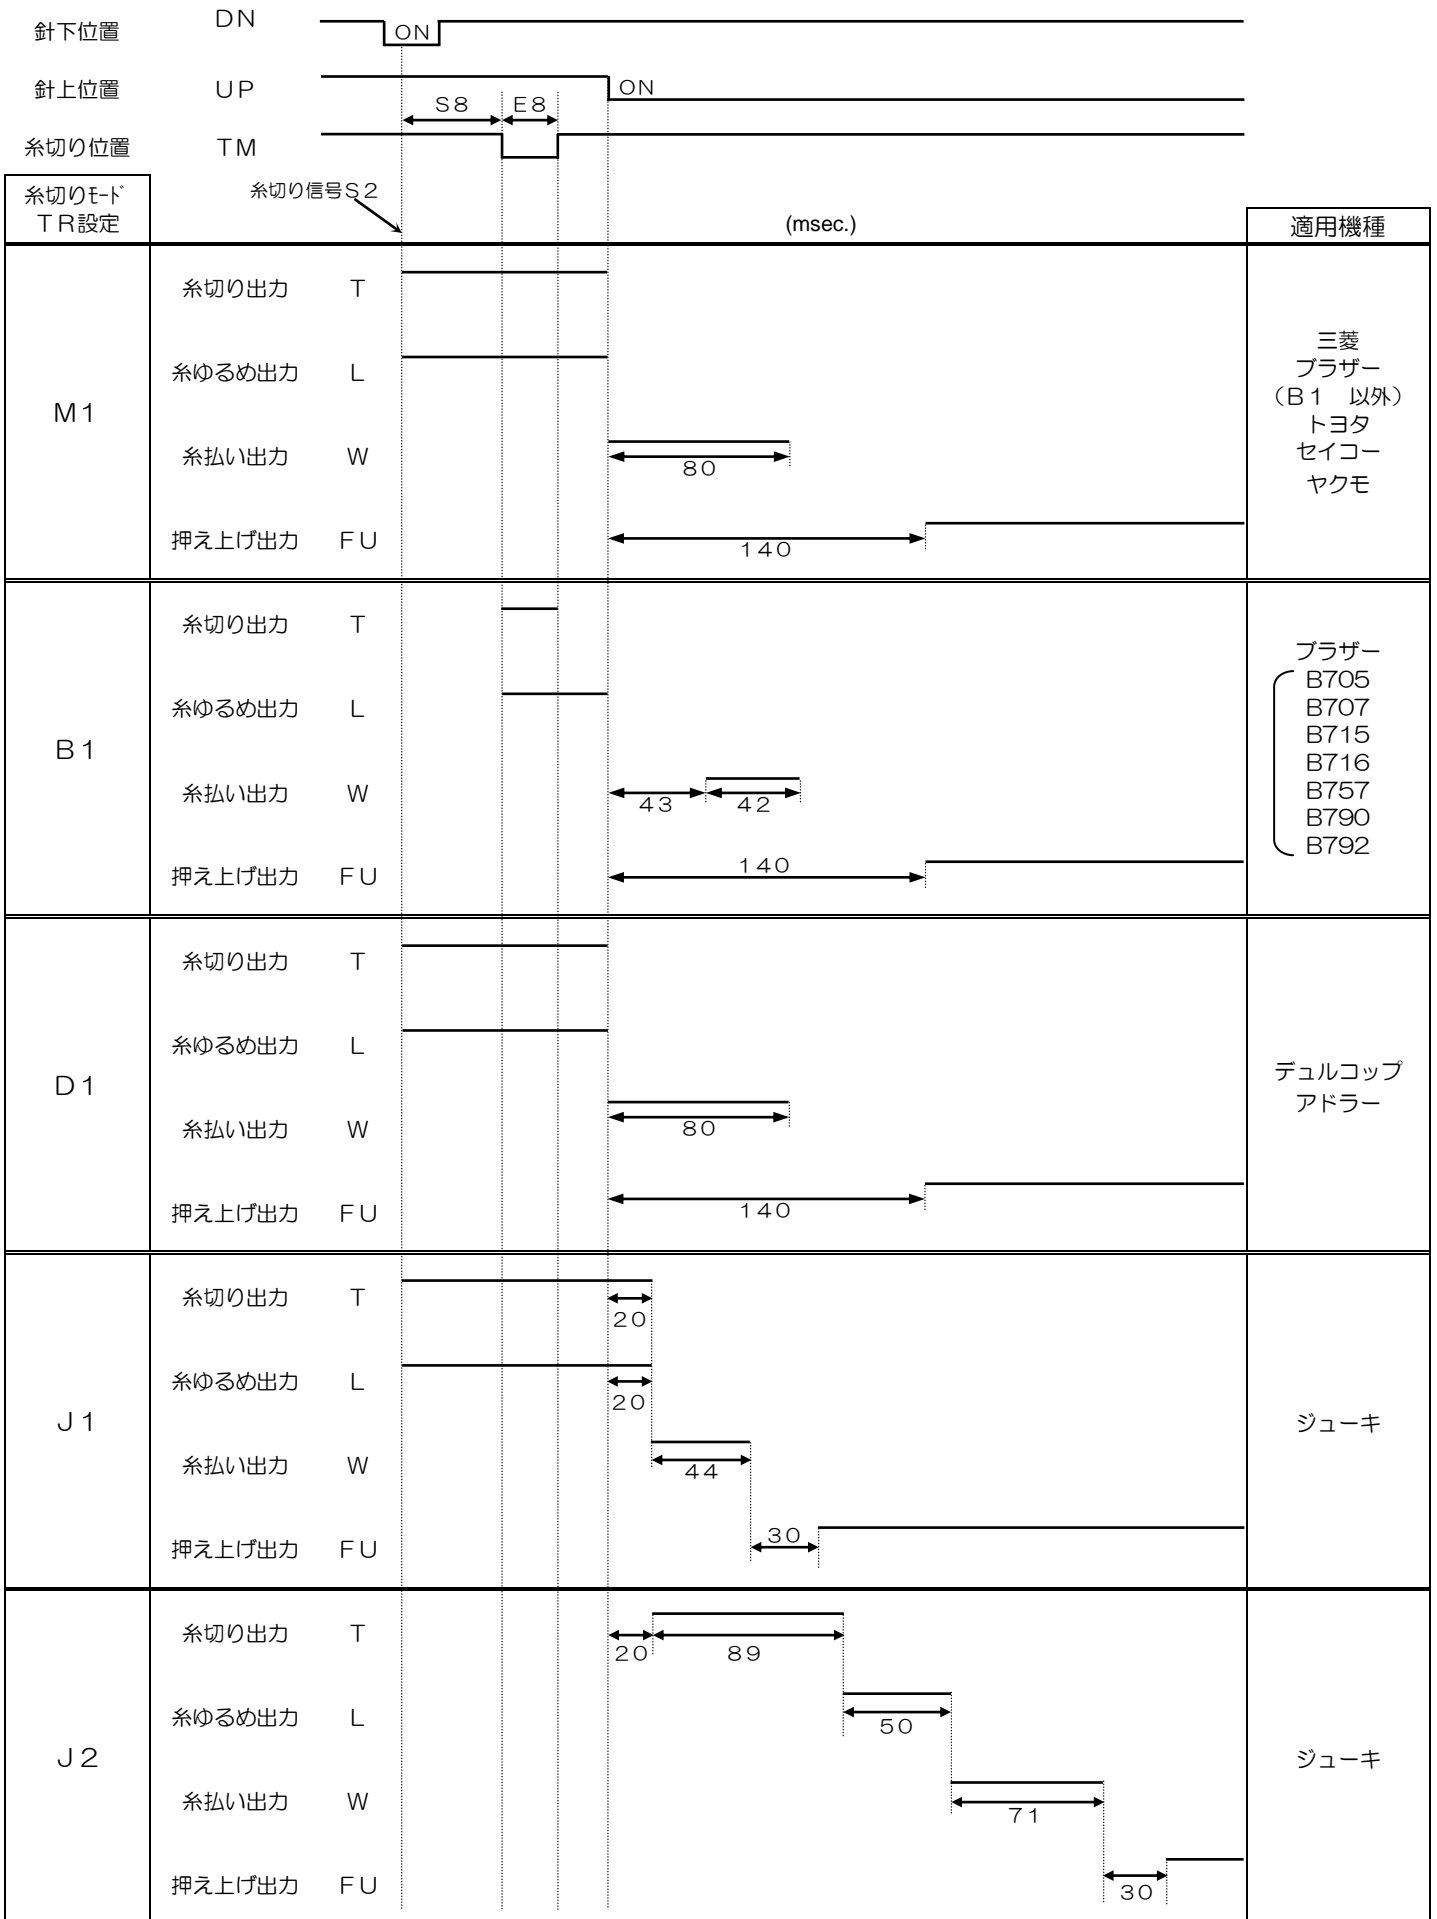 針下位置 ＤＮ ＯＮ
針上位置 ＵＰ ＯＮ
Ｓ８ Ｅ８
糸切り位置 ＴＭ
糸切りﾓｰﾄﾞ
ＴＲ設定
糸切り信号Ｓ２
(msec.)
適用機種
Ｍ１
糸切り出力 Ｔ
糸ゆるめ出力 Ｌ
糸払い出力 Ｗ
８０
押え上げ出力 ＦＵ
１４０
三菱
ブラザー
（Ｂ１　以外）
トヨタ
セイコー
ヤクモ
Ｂ１
糸切り出力 Ｔ
糸ゆるめ出力 Ｌ
糸払い出力 Ｗ
４３ ４２
押え上げ出力 ＦＵ
１４０
ブラザー
B705
B707
B715
B716
B757
B790
B792
Ｄ１
糸切り出力 Ｔ
糸ゆるめ出力 Ｌ
糸払い出力 Ｗ
８０
押え上げ出力 ＦＵ
１４０
デュルコップ
アドラー
Ｊ１
糸切り出力 Ｔ
２０
糸ゆるめ出力 Ｌ
２０
糸払い出力 Ｗ
４４
押え上げ出力 ＦＵ
３０
ジューキ
Ｊ２
糸切り出力 Ｔ
２０ ８９
糸ゆるめ出力 Ｌ
５０
糸払い出力 Ｗ
７１
押え上げ出力 ＦＵ
３０
ジューキ